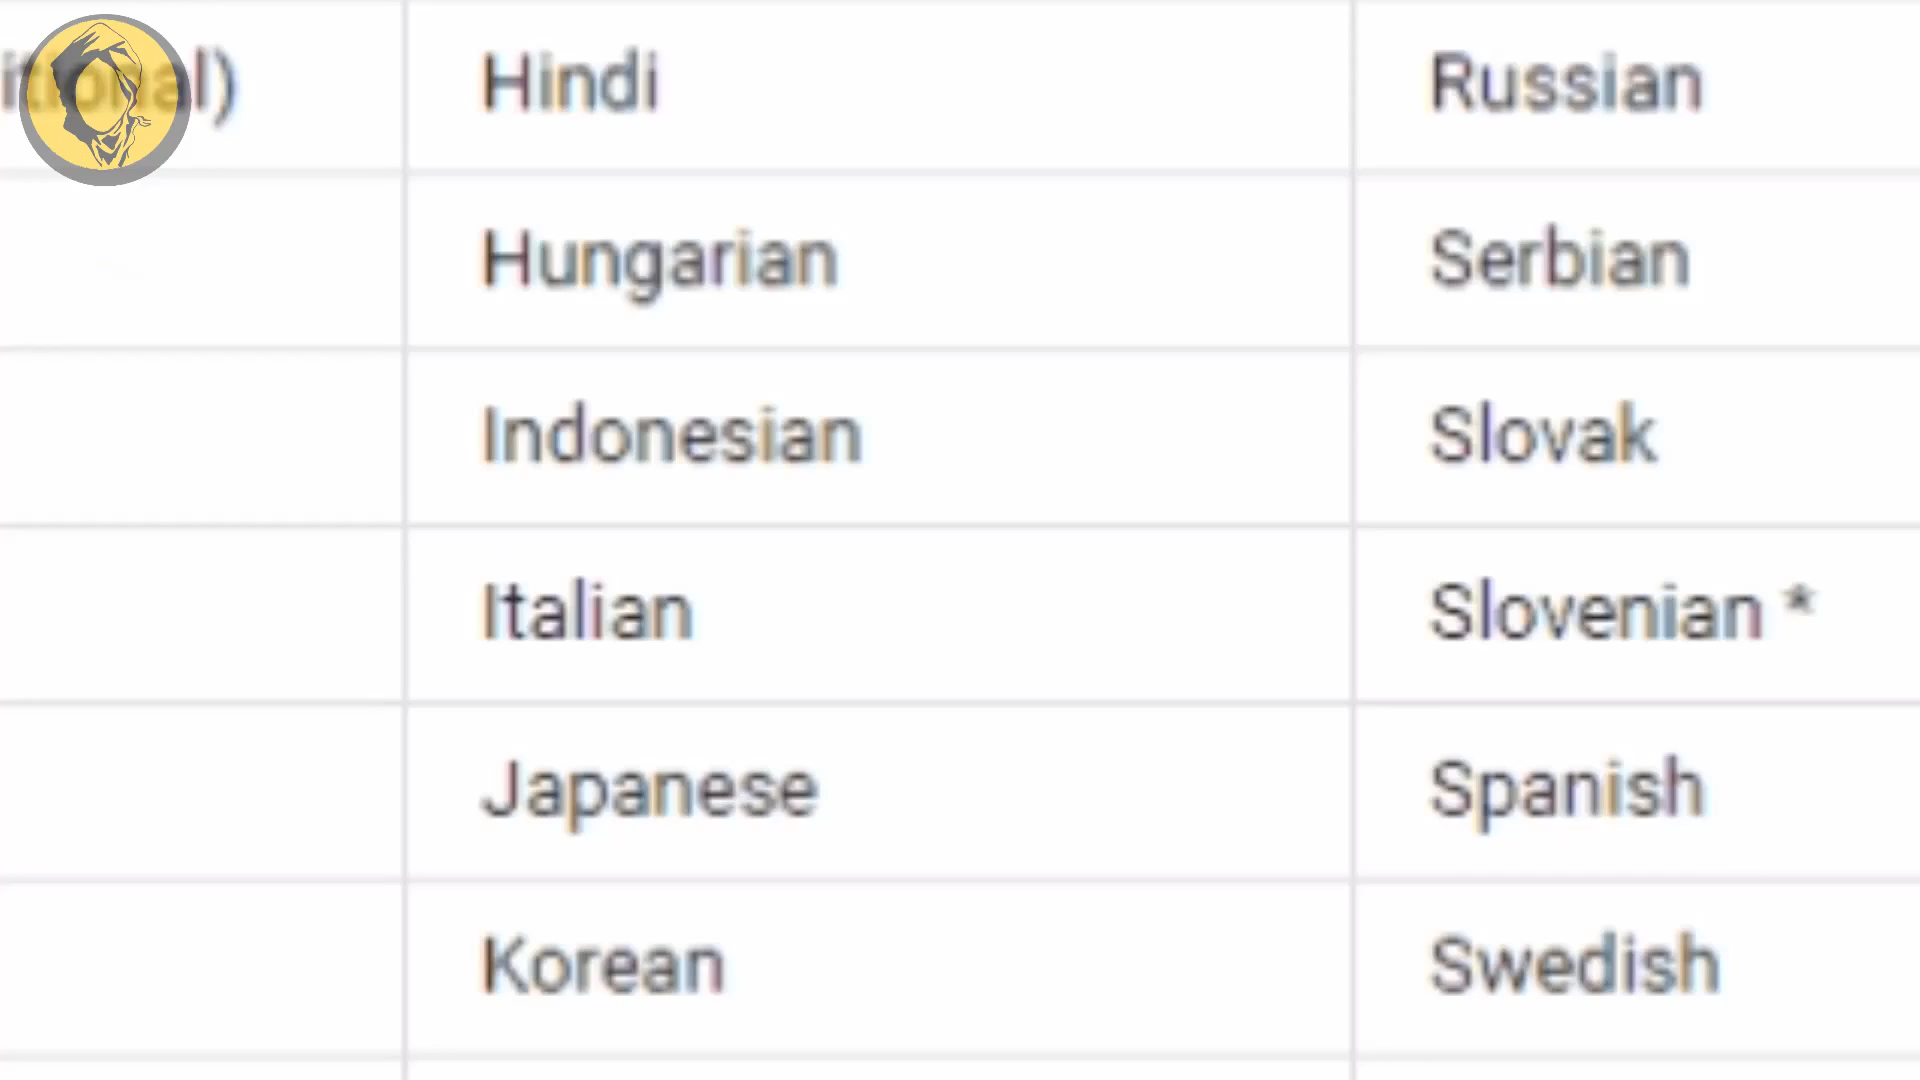 Hindi Russian
Hungarian Serbian
Indonesian Slovak
Italian Slovenian *
Japanese Spanish
Korean Swedish